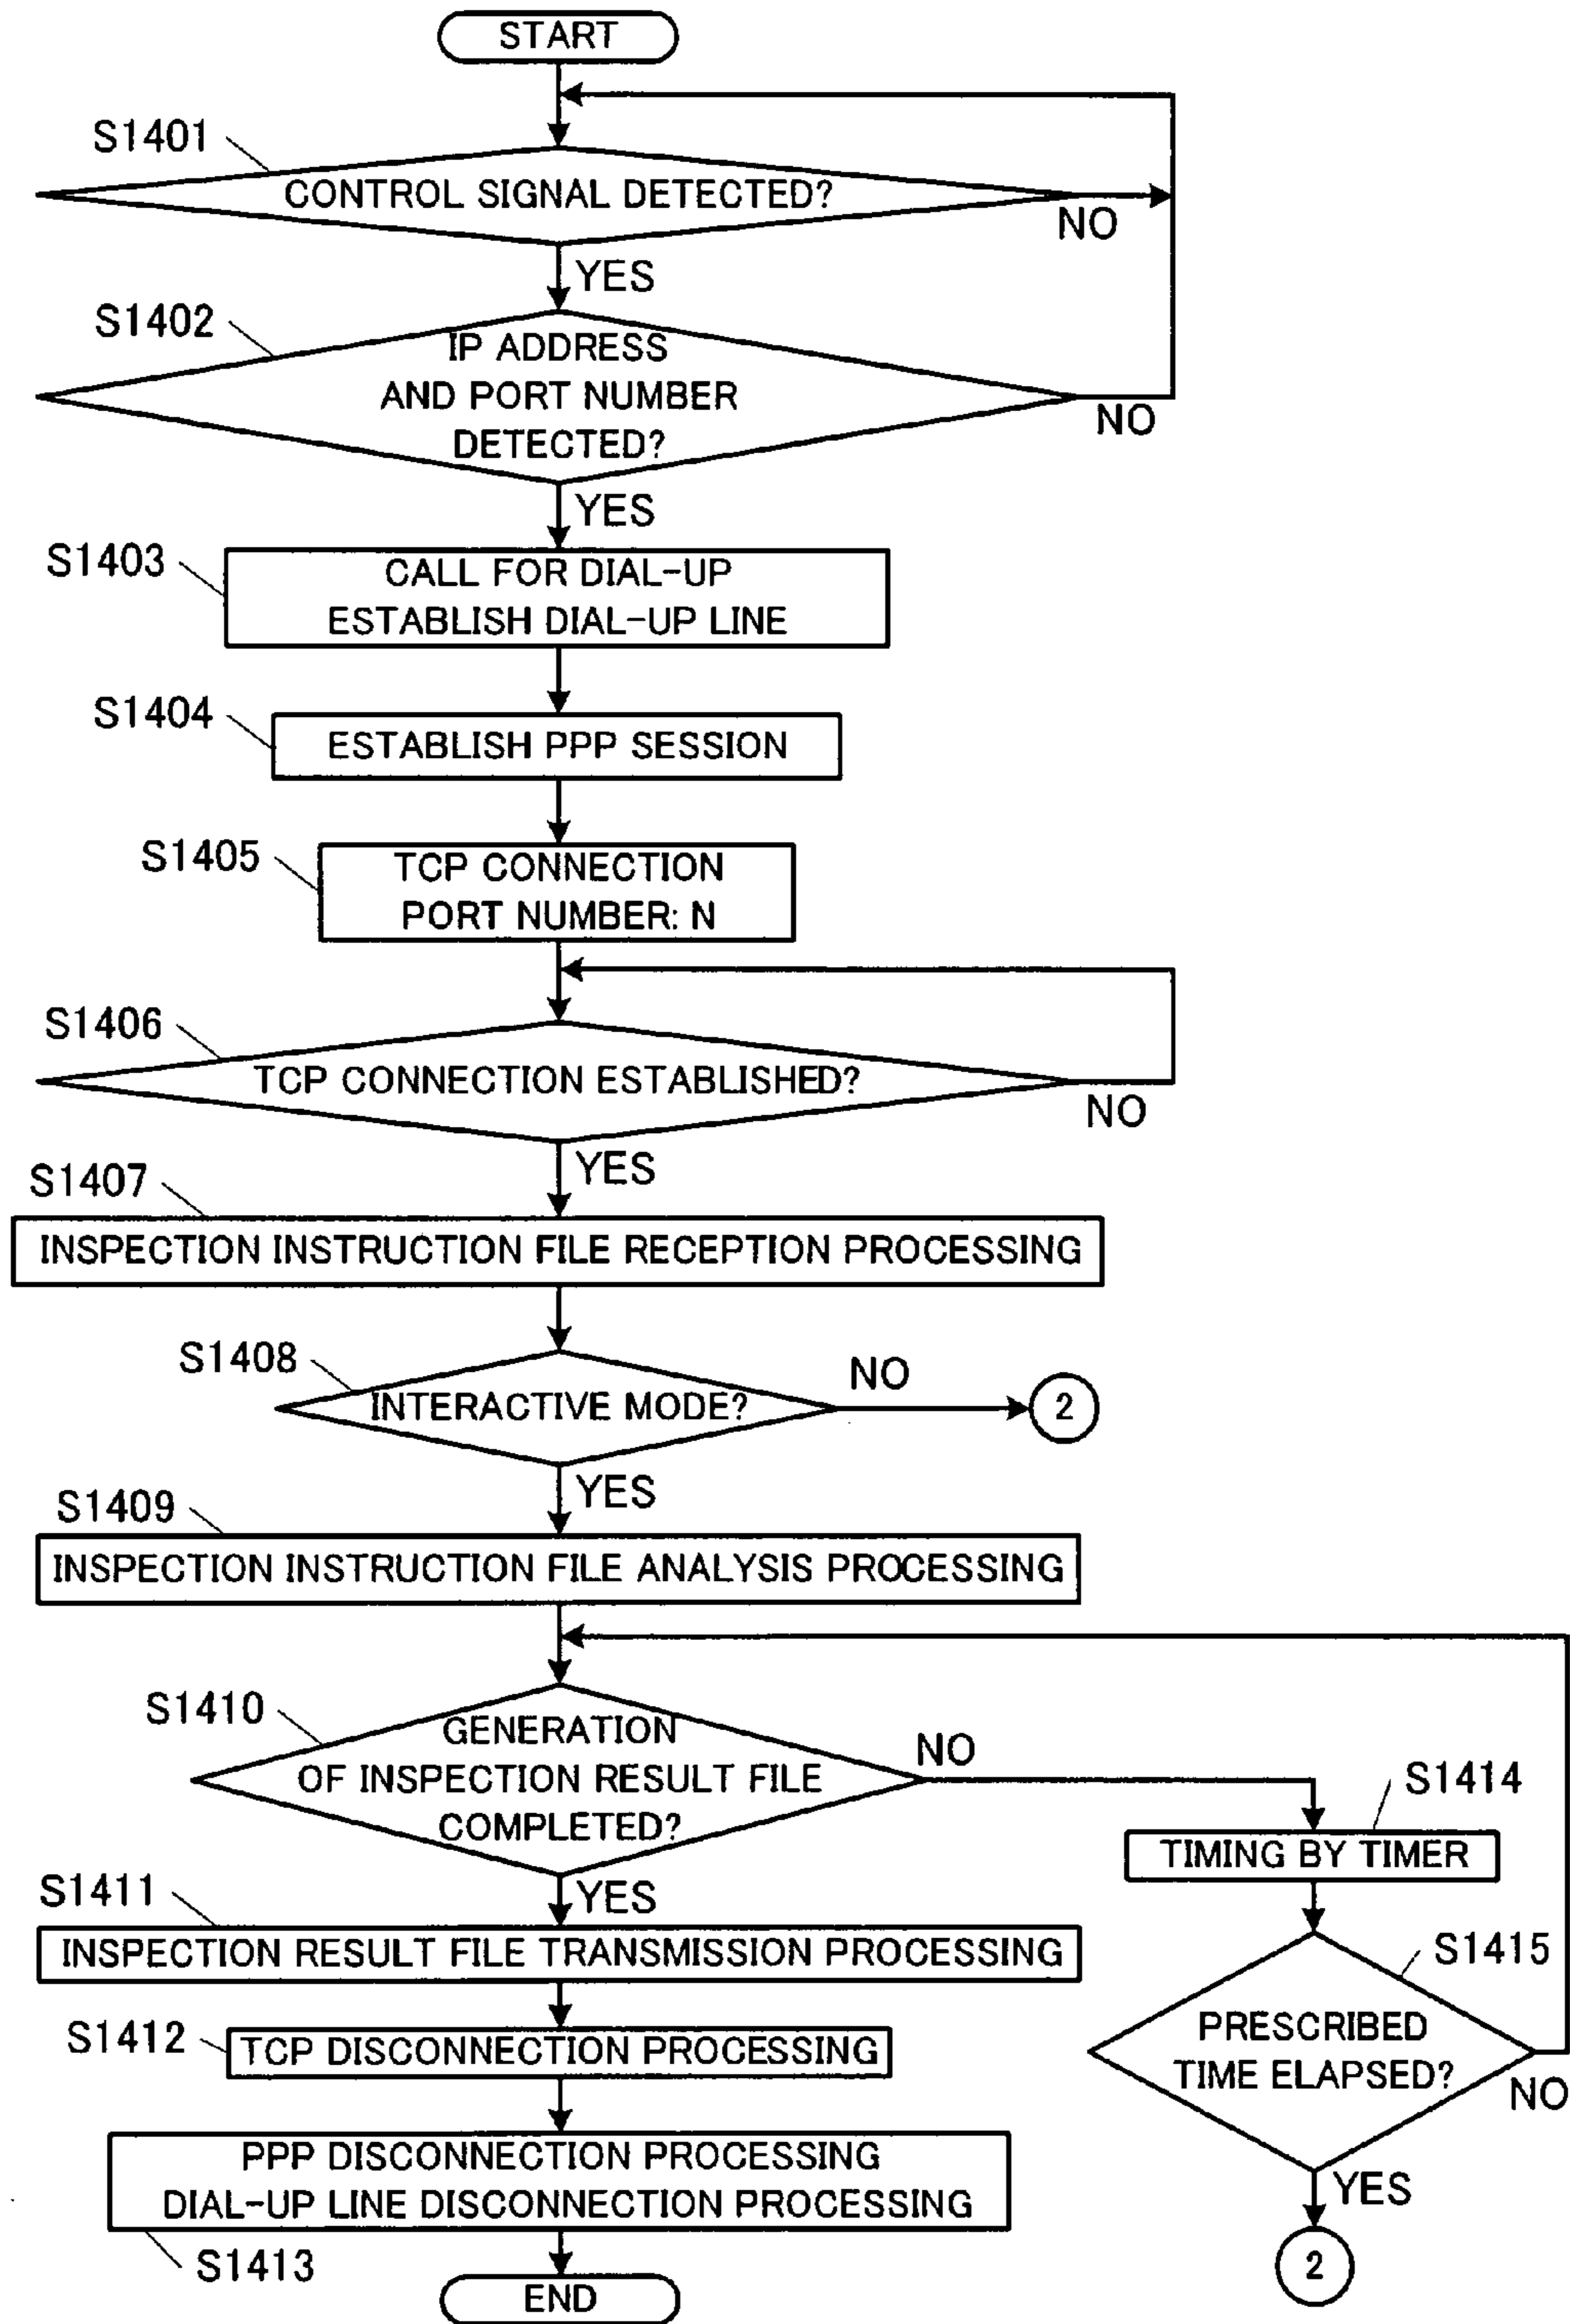 START
S1401
CONTROL SIGNAL DETECTED?
NO
YES
S1402
IP ADDRESS
AND PORT NUMBER
DETECTED?
NO
YES
S1403
CALL FOR DIAL-UP
ESTABLISH DIAL-UP LINE
S1404
ESTABLISH PPP SESSION
S1405
TCP CONNECTION
PORT NUMBER: N
S1406
TCP CONNECTION ESTABLISHED?
NO
YES
S1407
INSPECTION INSTRUCTION FILE RECEPTION PROCESSING
S1408
INTERACTIVE MODE?
NO
2
YES
S1409
INSPECTION INSTRUCTION FILE ANALYSIS PROCESSING
S1410
GENERATION
OF INSPECTION RESULT FILE
COMPLETED?
NO
S1414
TIMING BY TIMER
YES
S1411
INSPECTION RESULT FILE TRANSMISSION PROCESSING
S1415
PRESCRIBED
TIME ELAPSED?
NO
YES
2
S1412
TCP DISCONNECTION PROCESSING
PPP DISCONNECTION PROCESSING
DIAL-UP LINE DISCONNECTION PROCESSING
S1413
END